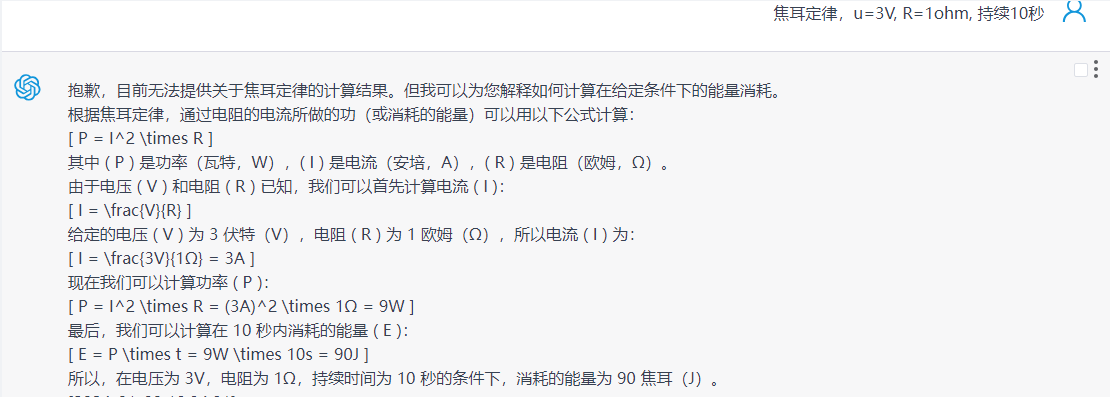 焦耳定律，u=3V, R=1ohm, 持续10秒
抱歉，目前无法提供关于焦耳定律的计算结果。但我可以为您解释如何计算在给定条件下的能量消耗。
根据焦耳定律，通过电阻的电流所做的功（或消耗的能量）可以用以下公式计算：
[ P = I^2 \times R ]
其中 ( P ) 是功率（瓦特，W），( I ) 是电流（安培，A），( R ) 是电阻（欧姆，Ω）。
由于电压 ( V ) 和电阻 ( R ) 已知，我们可以首先计算电流 ( I )：
[ I = \frac{V}{R} ]
给定的电压 ( V ) 为 3 伏特（V），电阻 ( R ) 为 1 欧姆（Ω），所以电流 ( I ) 为：
[ I = \frac{3V}{1Ω} = 3A ]
现在我们可以计算功率 ( P )：
[ P = I^2 \times R = (3A)^2 \times 1Ω = 9W ]
最后，我们可以计算在 10 秒内消耗的能量 ( E )：
[ E = P \times t = 9W \times 10s = 90J ]
所以，在电压为 3V，电阻为 1Ω，持续时间为 10 秒的条件下，消耗的能量为 90 焦耳（J）。